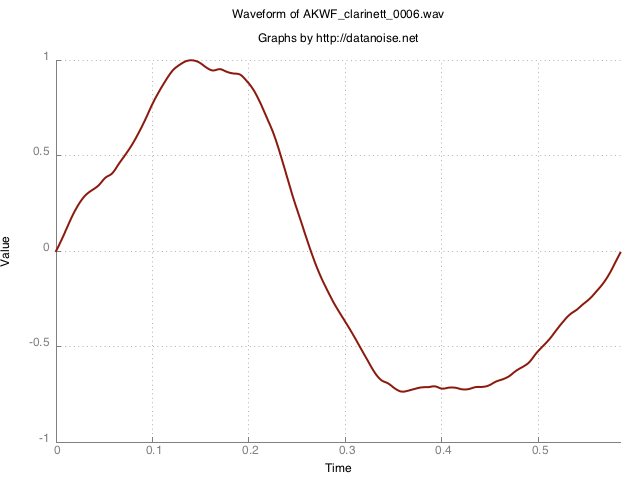 Waveform of AKWF_clarinett_0006.wav
Graphs by http://datanoise.net
1
0.5
0
-0.5
-1
Value
0 0.1 0.2 0.3 0.4 0.5
Time